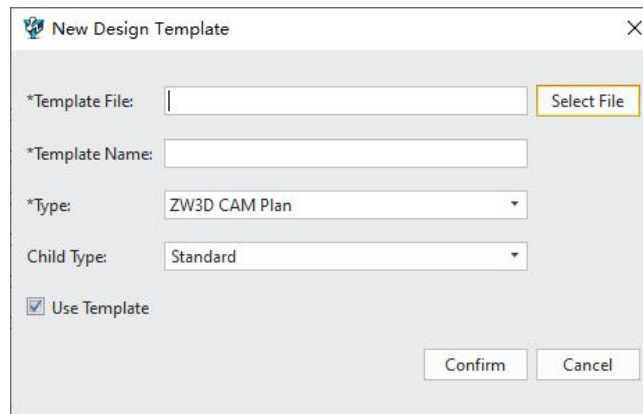 New Design Template
*Template File:
Select File
*Template Name:
*Type:
ZW3D CAM Plan
Child Type:
Standard
Use Template
Confirm
Cancel